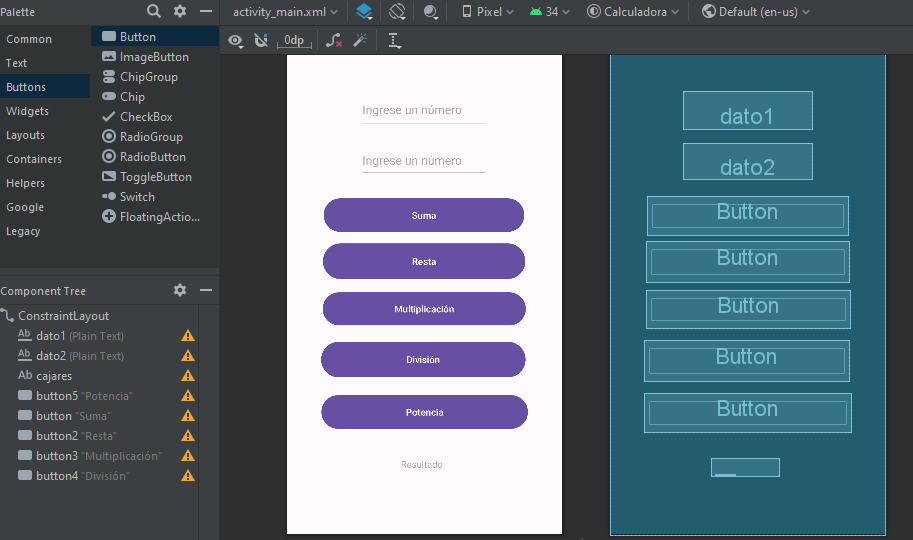 Palette
activity_main.xml
Pixel
34
Calculadora
Default (en-us)
Common
Text
Buttons
Widgets
Layouts
Containers
Helpers
Google
Legacy
Button
ImageButton
ChipGroup
Chip
CheckBox
RadioGroup
RadioButton
ToggleButton
Switch
FloatingActio...
0dp
Component Tree
ConstraintLayout
Ab dato1 (Plain Text)
Ab dato2 (Plain Text)
Ab cajares
button5 "Potencia"
button "Suma"
button2 "Resta"
button3 "Multiplicación"
button4 "División"
Ingrese un número
Ingrese un número
Suma
Resta
Multiplicación
División
Potencia
Resultado
dato1
dato2
Button
Button
Button
Button
Button